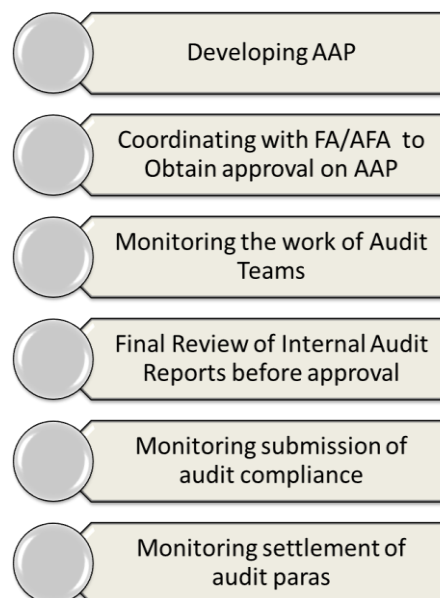 Developing AAP
Coordinating with FA/AFA to
Obtain approval on AAP
Monitoring the work of Audit
Teams
Final Review of Internal Audit
Reports before approval
Monitoring submission of
audit compliance
Monitoring settlement of
audit paras